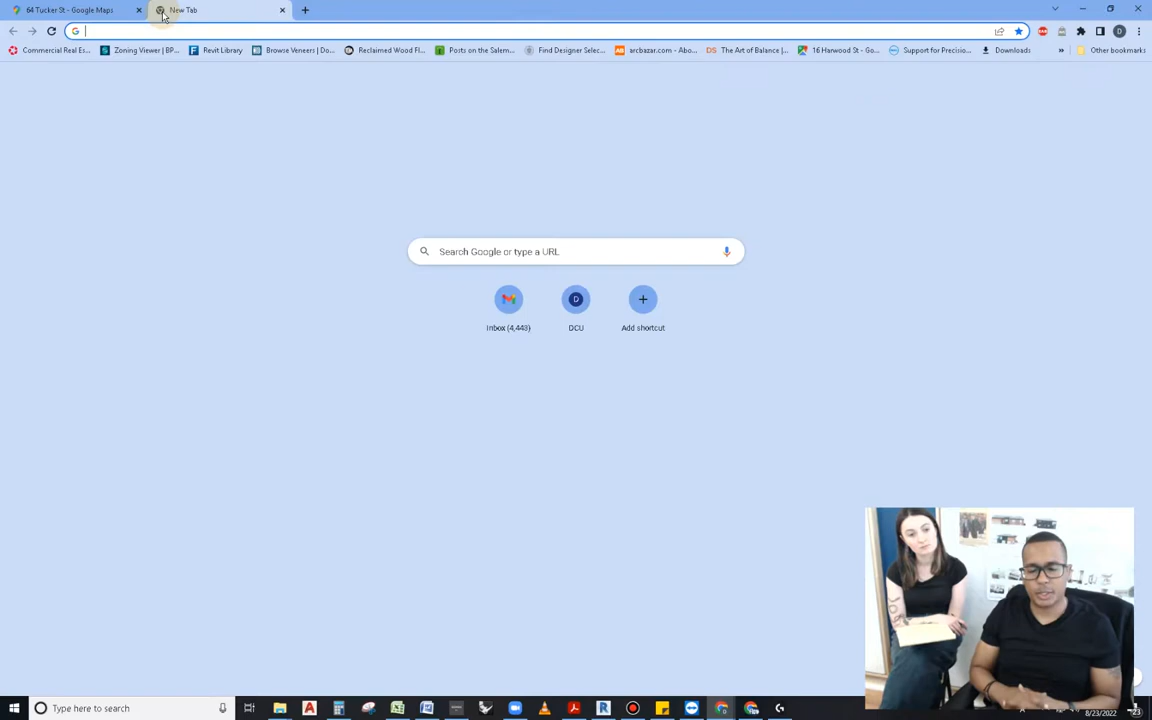 64 Tucker St - Google Maps
New Tab
Commercial Real Es...
Zoning Viewer | BP...
Revit Library
Browse Veneers | Do...
Reclaimed Wood Fl...
Posts on the Salem...
Find Designer Selec...
arcbazar.com - Abo...
DS The Art of Balance |...
16 Harwood St - Go...
Support for Precisio...
Downloads
»
Other bookmarks
Search Google or type a URL
Inbox (4,443)
DCU
Add shortcut
Type here to search
8/23/2022